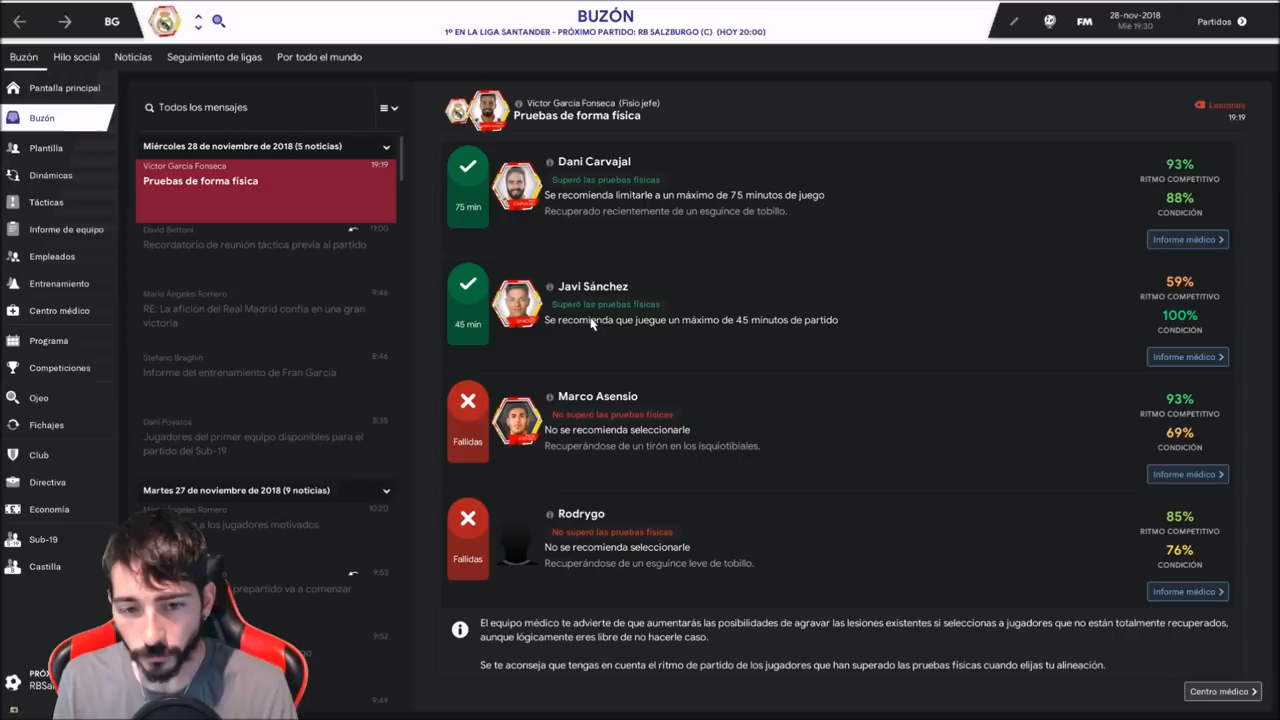 BG
BUZÓN
1º EN LA LIGA SANTANDER - PRÓXIMO PARTIDO: RB SALZBURGO (C) (HOY 20:00)
FM
28-nov-2018
Mié 19:30
Partidos
Buzón
Hilo social
Noticias
Seguimiento de ligas
Por todo el mundo
Pantalla principal
Buzón
Plantilla
Dinámicas
Tácticas
Informe de equipo
Empleados
Entrenamiento
Centro médico
Programa
Competiciones
Ojeo
Fichajes
Club
Directiva
Economía
Sub-19
Castilla
Todos los mensajes
Miércoles 28 de noviembre de 2018 (5 noticias)
Víctor García Fonseca 19:19
Pruebas de forma física
David Bettoni 11:00
Recordatorio de reunión táctica previa al partido
María Ángeles Romero 9:46
RE: La afición del Real Madrid confía en una gran
victoria
Stefano Braghin 8:46
Informe del entrenamiento de Fran García
Dani Poyatos 8:35
Jugadores del primer equipo disponibles para el
partido del Sub-19
Martes 27 de noviembre de 2018 (9 noticias)
Romero 10:20
a los jugadores motivados
9:53
prepartido va a comenzar
9:52
9:49
Víctor García Fonseca (Fisio jefe)
Pruebas de forma física
Lesiones
19:19
75 min
Dani Carvajal
Superó las pruebas físicas
Se recomienda limitarle a un máximo de 75 minutos de juego
Recuperado recientemente de un esguince de tobillo.
93%
RITMO COMPETITIVO
88%
CONDICIÓN
Informe médico
45 min
Javi Sánchez
Superó las pruebas físicas
Se recomienda que juegue un máximo de 45 minutos de partido
59%
RITMO COMPETITIVO
100%
CONDICIÓN
Informe médico
Fallidas
Marco Asensio
No superó las pruebas físicas
No se recomienda seleccionarle
Recuperándose de un tirón en los isquiotibiales.
93%
RITMO COMPETITIVO
69%
CONDICIÓN
Informe médico
Fallidas
Rodrygo
No superó las pruebas físicas
No se recomienda seleccionarle
Recuperándose de un esguince leve de tobillo.
85%
RITMO COMPETITIVO
76%
CONDICIÓN
Informe médico
El equipo médico te advierte de que aumentarás las posibilidades de agravar las lesiones existentes si seleccionas a jugadores que no están totalmente recuperados,
aunque lógicamente eres libre de no hacerle caso.
Se te aconseja que tengas en cuenta el ritmo de partido de los jugadores que han superado las pruebas físicas cuando elijas tu alineación.
Centro médico